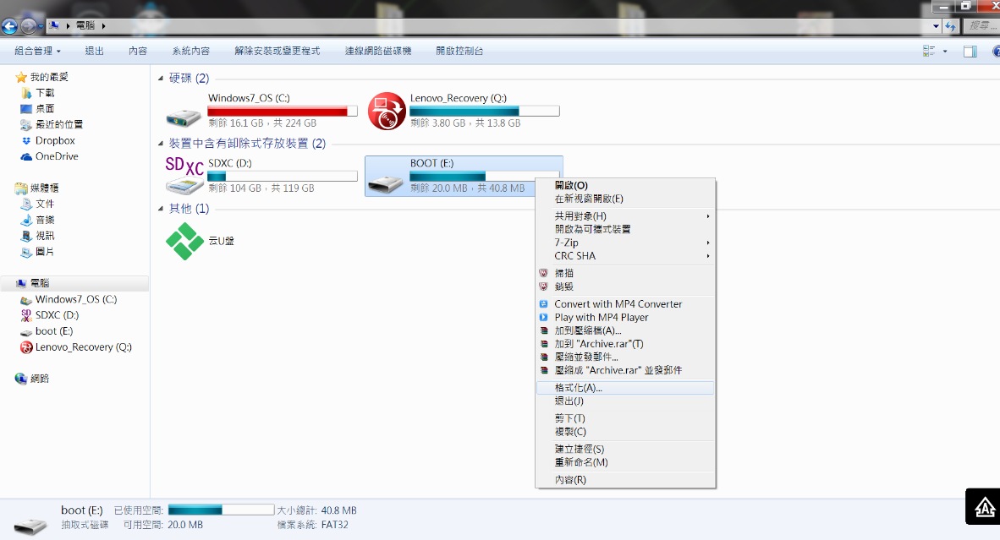 電腦
搜尋 ...
組合管理 退出 內容 系統內容 解除安裝或變更程式 連線網路磁碟機 開啟控制台
我的最愛
下載
桌面
最近的位置
Dropbox
OneDrive
媒體櫃
文件
音樂
視訊
圖片
電腦
Windows7_OS (C:)
SDXC (D:)
boot (E:)
Lenovo_Recovery (Q:)
網路
硬碟 (2)
Windows7_OS (C:)
剩餘 16.1 GB，共 224 GB
Lenovo_Recovery (Q:)
剩餘 3.80 GB，共 13.8 GB
裝置中含有卸除式存放裝置 (2)
SDXC
SDXC (D:)
剩餘 104 GB，共 119 GB
BOOT (E:)
剩餘 20.0 MB，共 40.8 MB
其他 (1)
云U盤
開啟(O)
在新視窗開啟(E)
共用對象(H)
開啟為可攜式裝置
7-Zip
CRC SHA
掃描
銷毀
Convert with MP4 Converter
Play with MP4 Player
加到壓縮檔(A)...
加到 "Archive.rar"(T)
壓縮並發郵件...
壓縮成 "Archive.rar" 並發郵件
格式化(A)...
退出(J)
剪下(T)
複製(C)
建立捷徑(S)
重新命名(M)
內容(R)
boot (E:) 已使用空間: 大小總計: 40.8 MB
抽取式磁碟 可用空間: 20.0 MB 檔案系統: FAT32